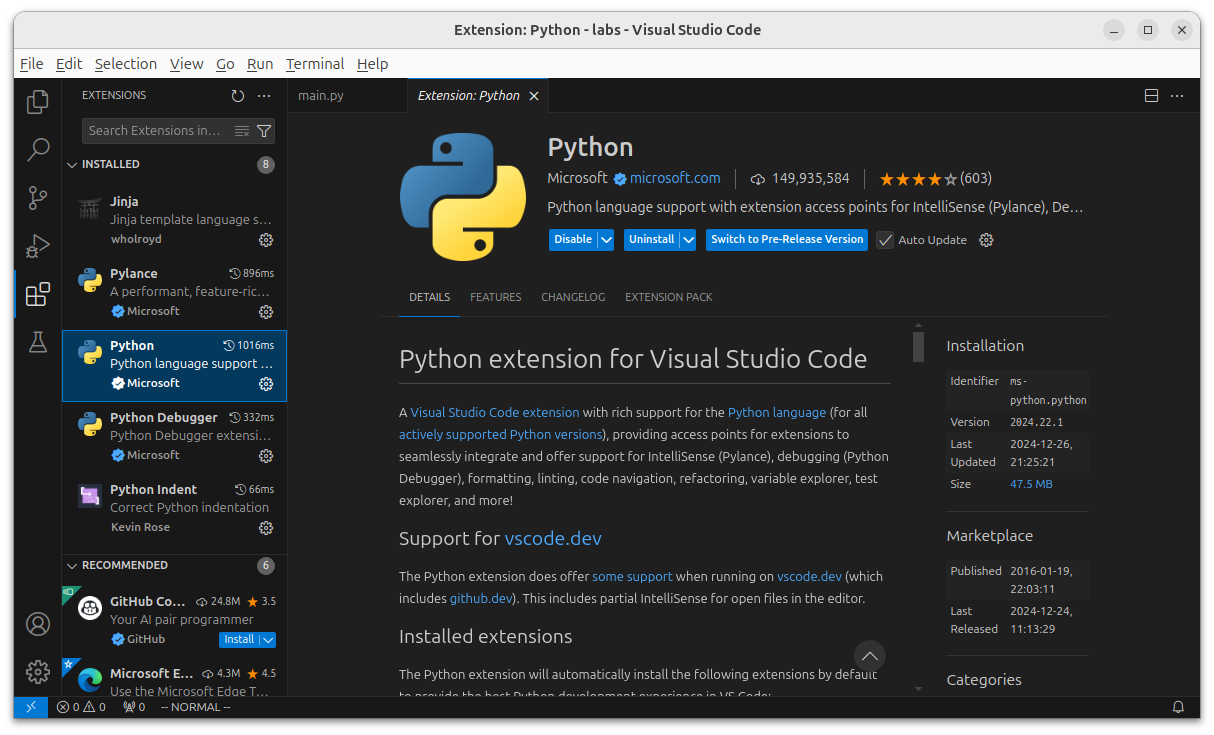 Extension: Python - labs - Visual Studio Code
File Edit Selection View Go Run Terminal Help
EXTENSIONS
Search Extensions in…
INSTALLED 8
Jinja
Jinja template language s…
wholroyd
Pylance 896ms
A performant, feature-ric…
Microsoft
Python 1016ms
Python language support …
Microsoft
Python Debugger 332ms
Python Debugger extensi…
Microsoft
Python Indent 66ms
Correct Python indentation
Kevin Rose
RECOMMENDED 6
GitHub Co… 24.8M 3.5
Your AI pair programmer
GitHub Install
Microsoft E… 4.3M 4.5
Use the Microsoft Edge T…
main.py Extension: Python
Python
Microsoft microsoft.com 149,935,584 (603)
Python language support with extension access points for IntelliSense (Pylance), De…
Disable Uninstall Switch to Pre-Release Version Auto Update
DETAILS FEATURES CHANGELOG EXTENSION PACK
Python extension for Visual Studio Code
A Visual Studio Code extension with rich support for the Python language (for all
actively supported Python versions), providing access points for extensions to
seamlessly integrate and offer support for IntelliSense (Pylance), debugging (Python
Debugger), formatting, linting, code navigation, refactoring, variable explorer, test
explorer, and more!
Support for vscode.dev
The Python extension does offer some support when running on vscode.dev (which
includes github.dev). This includes partial IntelliSense for open files in the editor.
Installed extensions
The Python extension will automatically install the following extensions by default
to provide the best Python development experience in VS Code:
Installation
Identifier ms-
python.python
Version 2024.22.1
Last 2024-12-26,
Updated 21:25:21
Size 47.5 MB
Marketplace
Published 2016-01-19,
22:03:11
Last 2024-12-24,
Released 11:13:29
Categories
0 0 0 -- NORMAL --